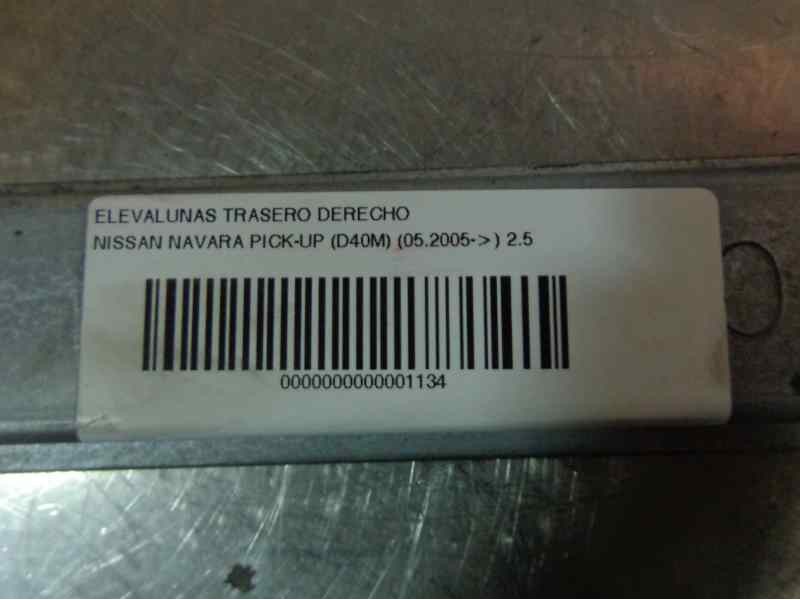 ELEVALUNAS TRASERO DERECHO
NISSAN NAVARA PICK-UP (D40M) (05.2005->) 2.5
0000000000001134